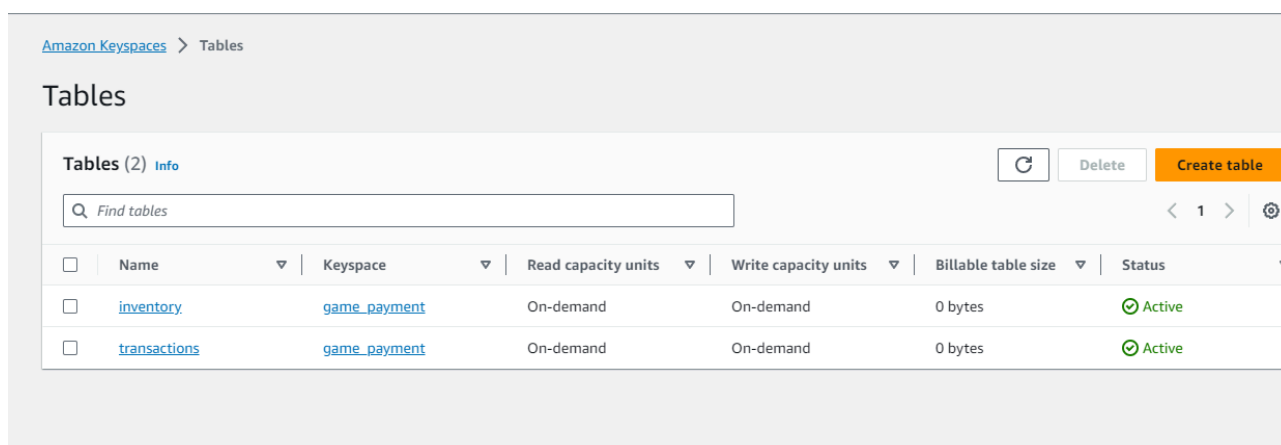 Amazon Keyspaces > Tables
Tables
Tables (2) Info
Delete
Create table
Find tables
< 1 >
Name Keyspace Read capacity units Write capacity units Billable table size Status
inventory game_payment On-demand On-demand 0 bytes Active
transactions game_payment On-demand On-demand 0 bytes Active